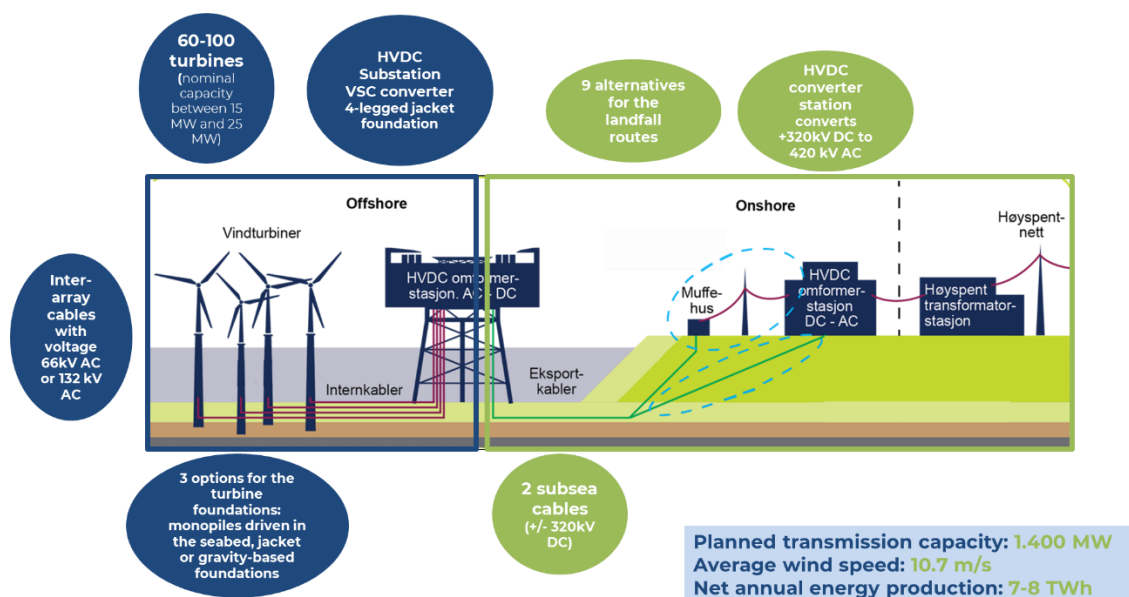 60-100
turbines
(nominal
capacity
between 15
MW and 25
MW)
HVDC
Substation
VSC converter
4-legged jacket
foundation
9 alternatives
for the
landfall
routes
HVDC
converter
station
converts
+320kV DC to
420 kV AC
Offshore
Onshore
Vindturbiner
HVDC omformer-
stasjon. AC - DC
Internkabler
Eksport-
kabler
Muffe-
hus
HVDC
omformer-
stasjon
DC - AC
Høyspent
transformator-
stasjon
Høyspent-
nett
Inter-
array
cables
with
voltage
66kV AC
or 132 kV
AC
3 options for the
turbine
foundations:
monopiles driven in
the seabed, jacket
or gravity-based
foundations
2 subsea
cables
(+/- 320kV
DC)
Planned transmission capacity: 1.400 MW
Average wind speed: 10.7 m/s
Net annual energy production: 7-8 TWh